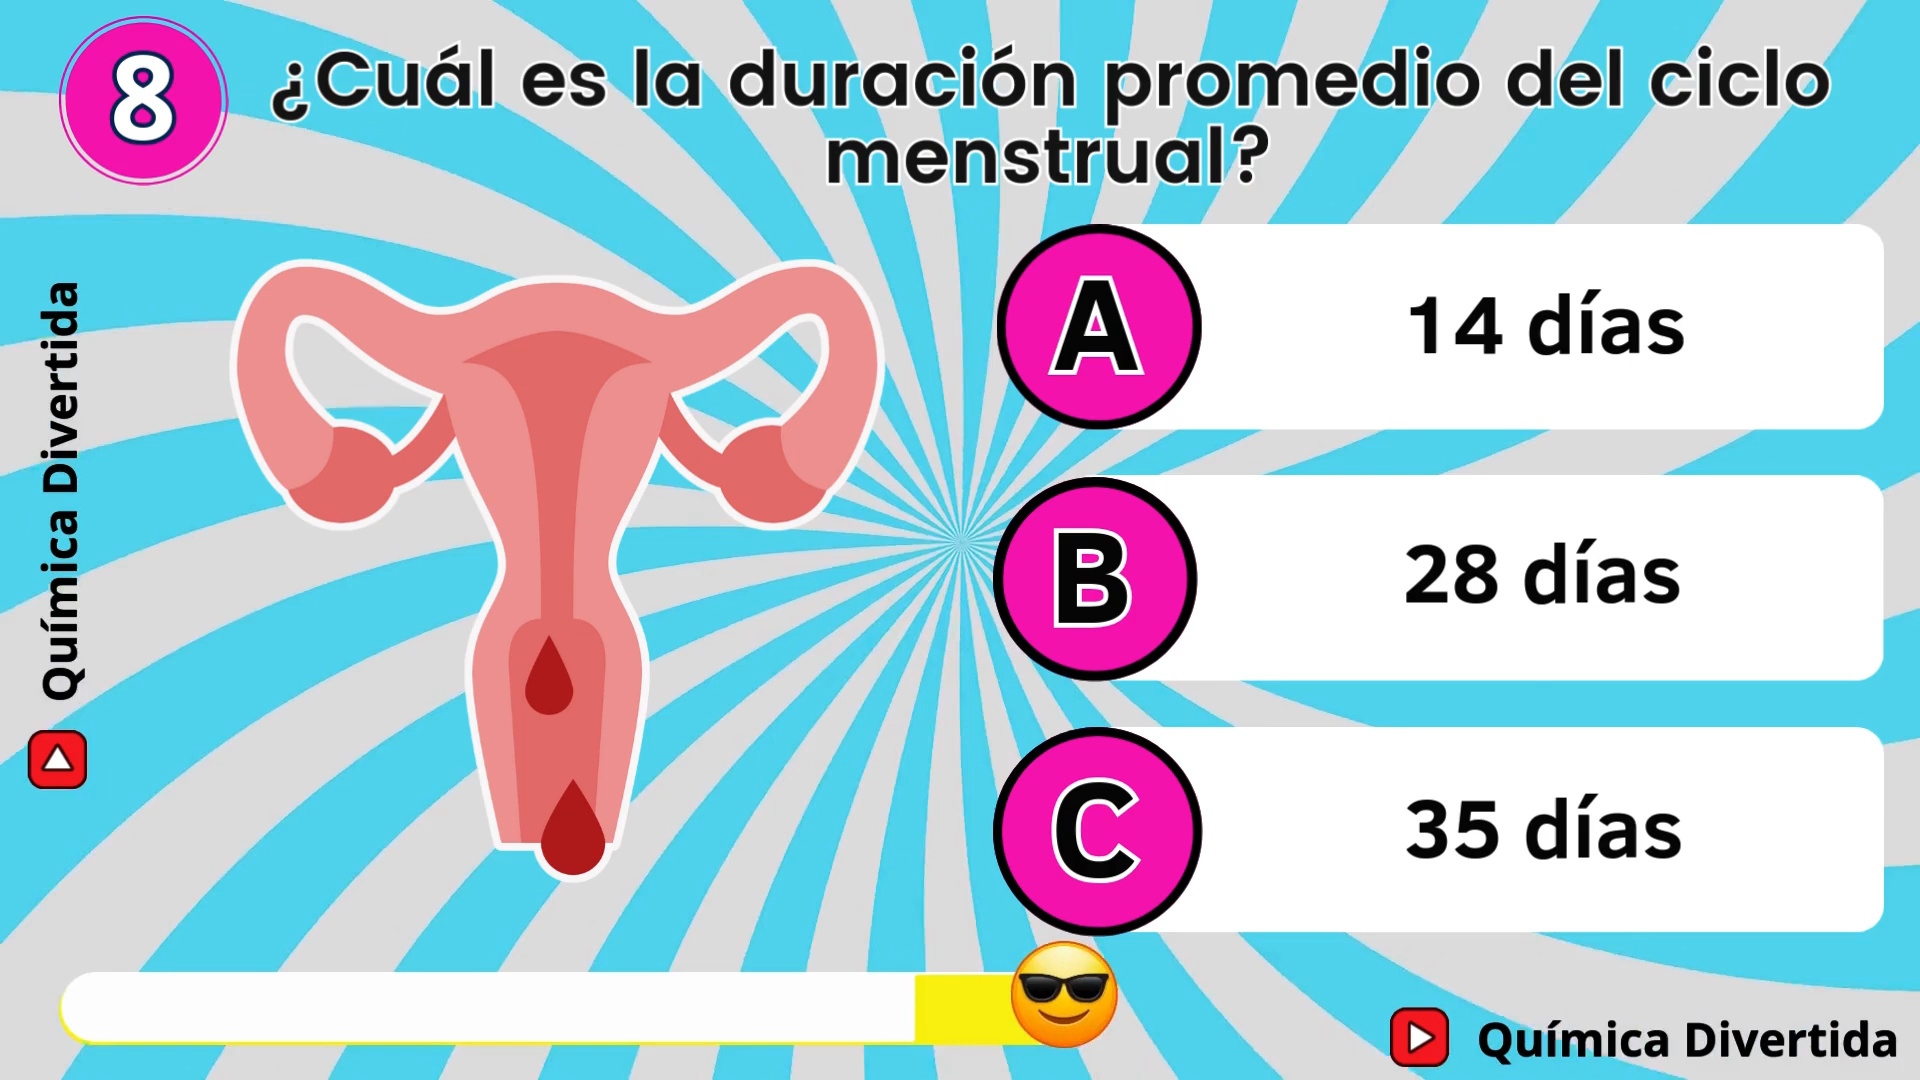 8
¿Cuál es la duración promedio del ciclo
menstrual?
A
14 días
B
28 días
C
35 días
Química Divertida
Química Divertida